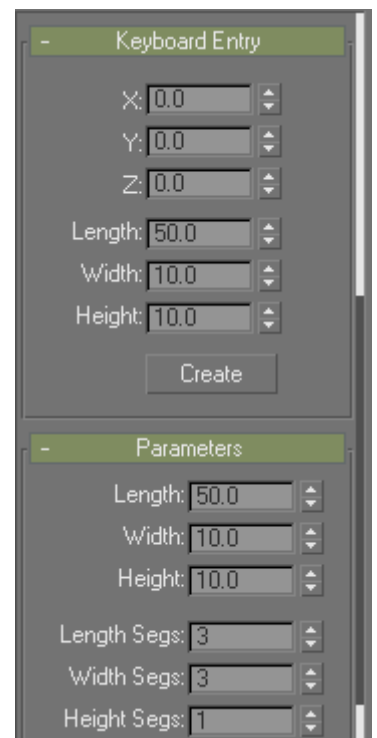 - Keyboard Entry
X: 0.0
Y: 0.0
Z: 0.0
Length: 50.0
Width: 10.0
Height: 10.0
Create
- Parameters
Length: 50.0
Width: 10.0
Height: 10.0
Length Segs: 3
Width Segs: 3
Height Segs: 1